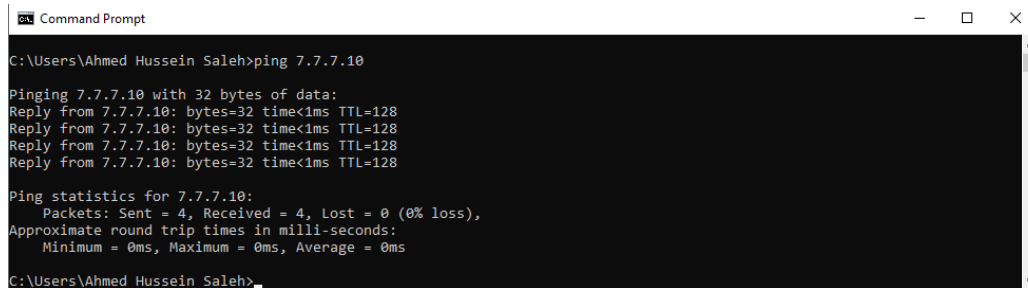 Command Prompt
C:\Users\Ahmed Hussein Saleh>ping 7.7.7.10
Pinging 7.7.7.10 with 32 bytes of data:
Reply from 7.7.7.10: bytes=32 time<1ms TTL=128
Reply from 7.7.7.10: bytes=32 time<1ms TTL=128
Reply from 7.7.7.10: bytes=32 time<1ms TTL=128
Reply from 7.7.7.10: bytes=32 time<1ms TTL=128
Ping statistics for 7.7.7.10:
    Packets: Sent = 4, Received = 4, Lost = 0 (0% loss),
Approximate round trip times in milli-seconds:
    Minimum = 0ms, Maximum = 0ms, Average = 0ms
C:\Users\Ahmed Hussein Saleh>